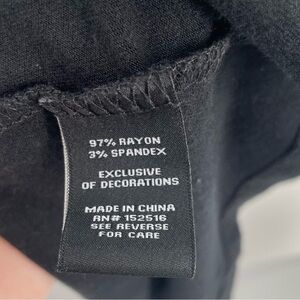 97% RAYON
3% SPANDEX
EXCLUSIVE
OF DECORATIONS
MADE IN CHINA
RN# 152516
SEE REVERSE
FOR CARE